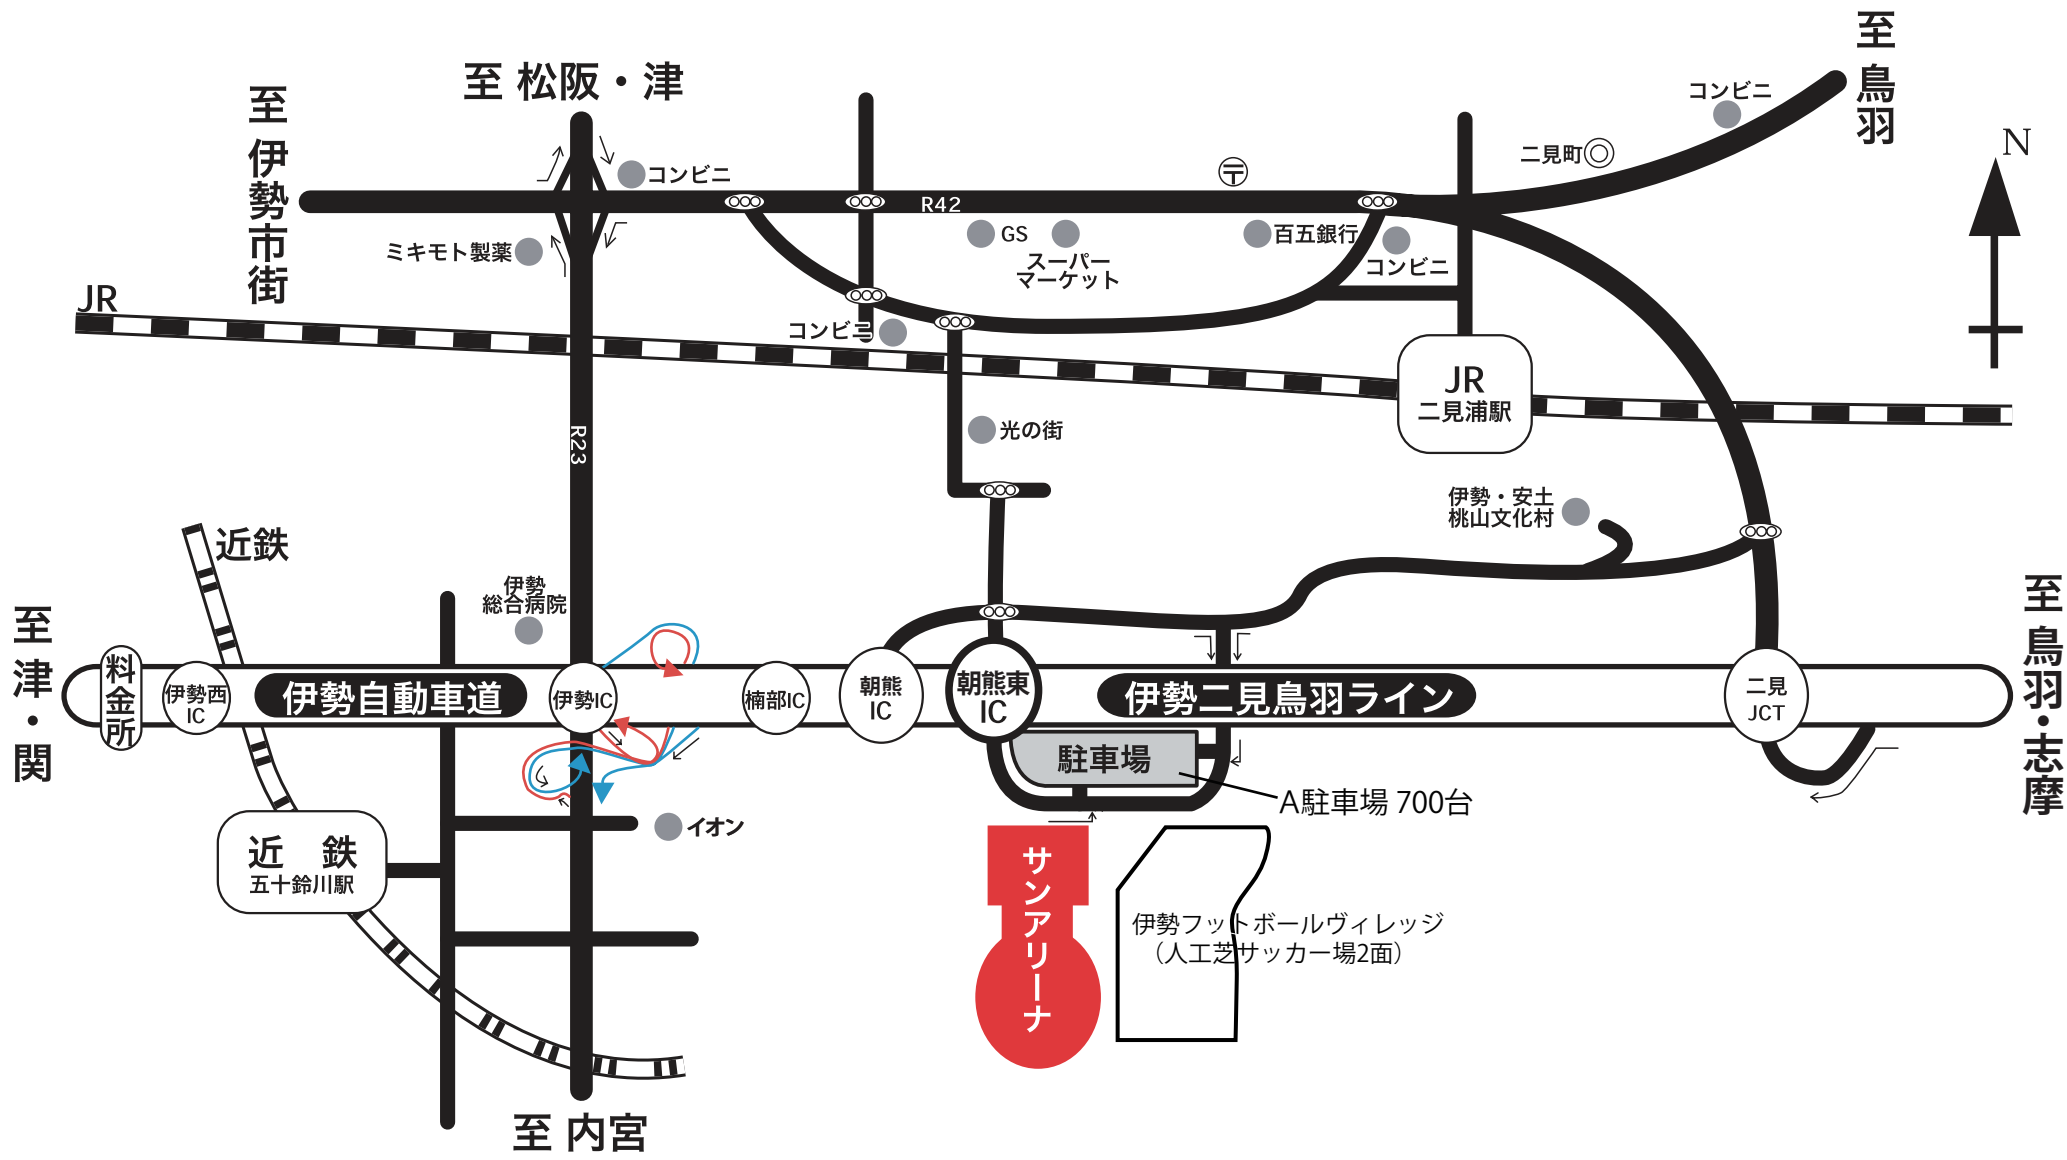 至 鳥羽
コンビニ
至 松阪・津
至 伊勢市街
N
二見町
コンビニ
〒
R42
GS
百五銀行
コンビニ
ミキモト製薬
スーパー
マーケット
JR
コンビニ
JR
二見浦駅
光の街
R23
伊勢・安土
桃山文化村
近鉄
伊勢
総合病院
至 津・関
至 鳥羽・志摩
料金所
伊勢西
IC
伊勢自動車道
伊勢IC
楠部IC
朝熊
IC
朝熊東
IC
伊勢二見鳥羽ライン
二見
JCT
駐車場
A駐車場 700台
イオン
近 鉄
五十鈴川駅
サンアリーナ
伊勢フットボールヴィレッジ
（人工芝サッカー場2面）
至 内宮